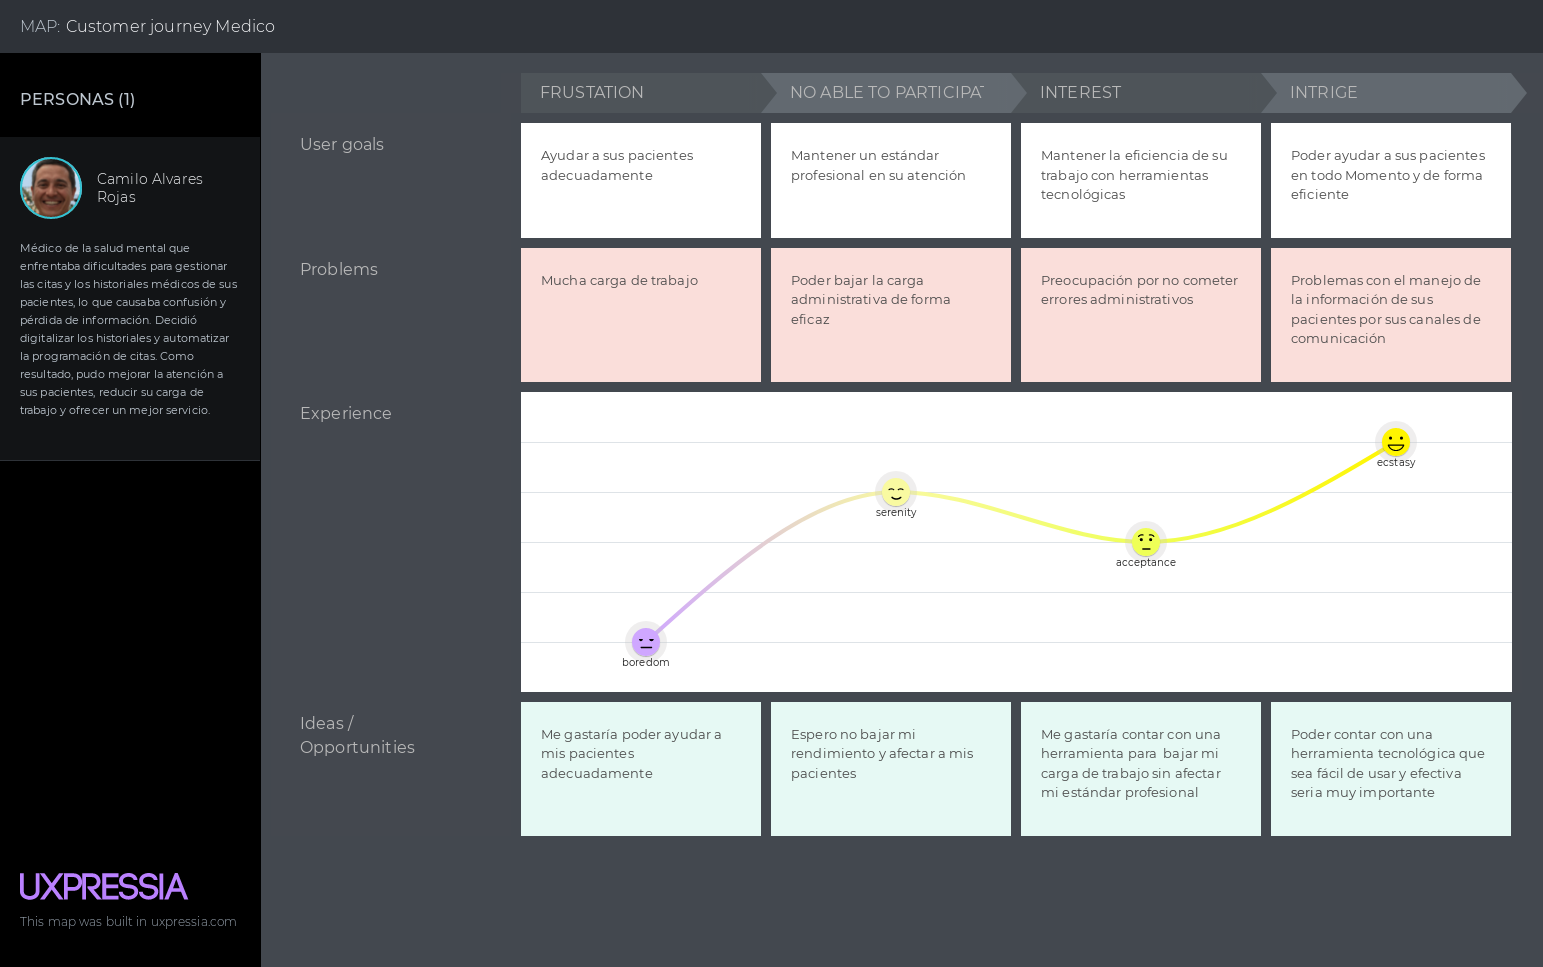 MAP: Customer journey Medico
PERSONAS (1)
Camilo Alvares
Rojas
Médico de la salud mental que
enfrentaba dificultades para gestionar
las citas y los historiales médicos de sus
pacientes, lo que causaba confusión y
pérdida de información. Decidió
digitalizar los historiales y automatizar
la programación de citas. Como
resultado, pudo mejorar la atención a
sus pacientes, reducir su carga de
trabajo y ofrecer un mejor servicio.
UXPRESSIA
This map was built in uxpressia.com
FRUSTATION
NO ABLE TO PARTICIPAT
INTEREST
INTRIGE
User goals
Ayudar a sus pacientes
adecuadamente
Mantener un estándar
profesional en su atención
Mantener la eficiencia de su
trabajo con herramientas
tecnológicas
Poder ayudar a sus pacientes
en todo Momento y de forma
eficiente
Problems
Mucha carga de trabajo
Poder bajar la carga
administrativa de forma
eficaz
Preocupación por no cometer
errores administrativos
Problemas con el manejo de
la información de sus
pacientes por sus canales de
comunicación
Experience
boredom
serenity
acceptance
ecstasy
Ideas /
Opportunities
Me gastaría poder ayudar a
mis pacientes
adecuadamente
Espero no bajar mi
rendimiento y afectar a mis
pacientes
Me gastaría contar con una
herramienta para  bajar mi
carga de trabajo sin afectar
mi estándar profesional
Poder contar con una
herramienta tecnológica que
sea fácil de usar y efectiva
seria muy importante